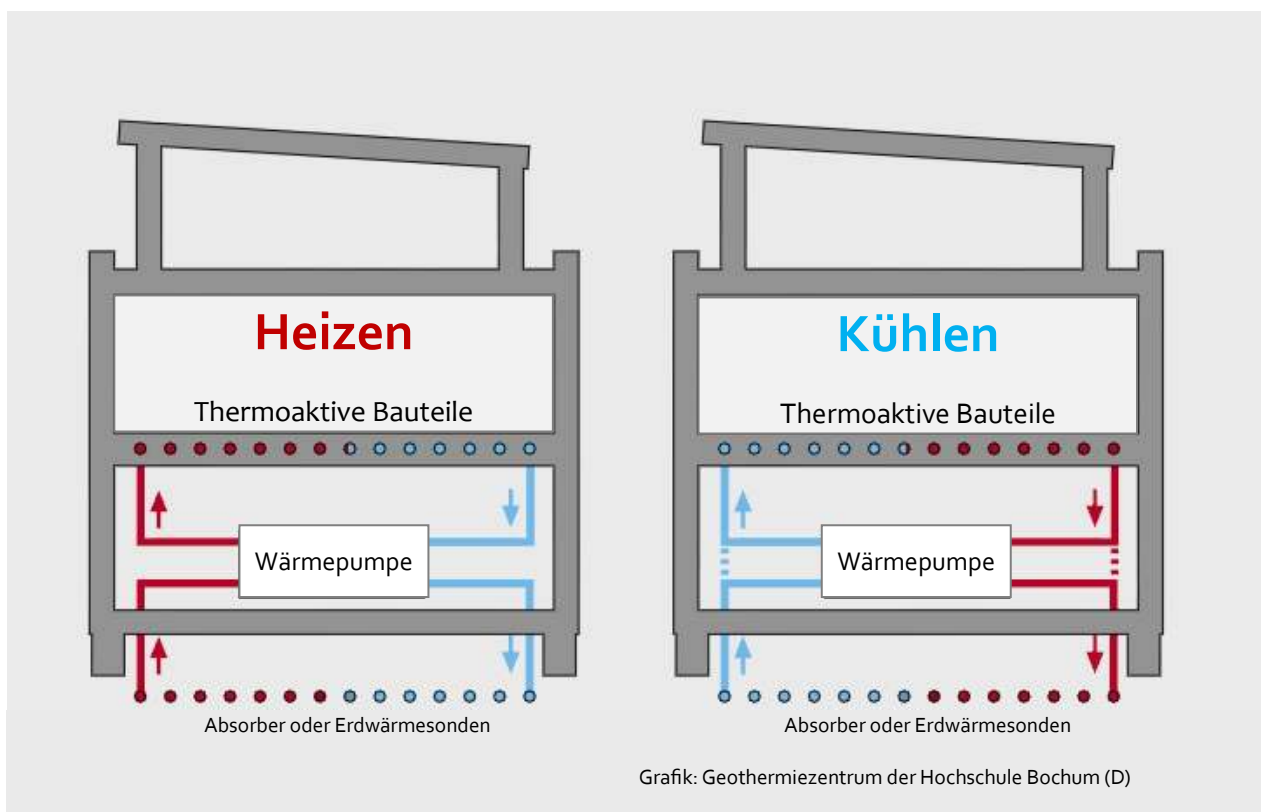 Heizen
Thermoaktive Bauteile
Wärmepumpe
Absorber oder Erdwärmesonden
Kühlen
Thermoaktive Bauteile
Wärmepumpe
Absorber oder Erdwärmesonden
Grafik: Geothermiezentrum der Hochschule Bochum (D)